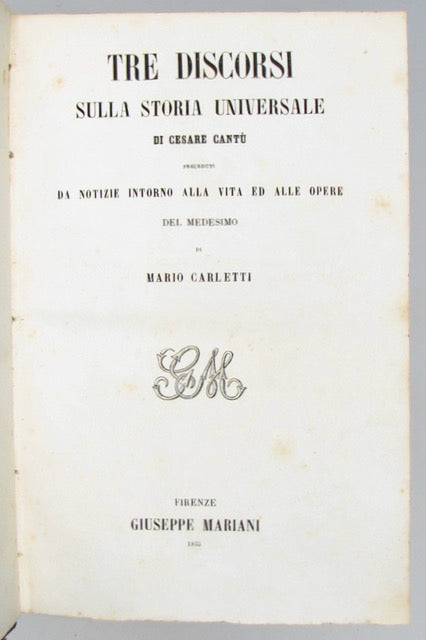 TRE DISCORSI
SULLA STORIA UNIVERSALE
DI CESARE CANTÙ
PRECEDUTI
DA NOTIZIE INTORNO ALLA VITA ED ALLE OPERE
DEL MEDESIMO
DI
MARIO CARLETTI
GM
FIRENZE
GIUSEPPE MARIANI